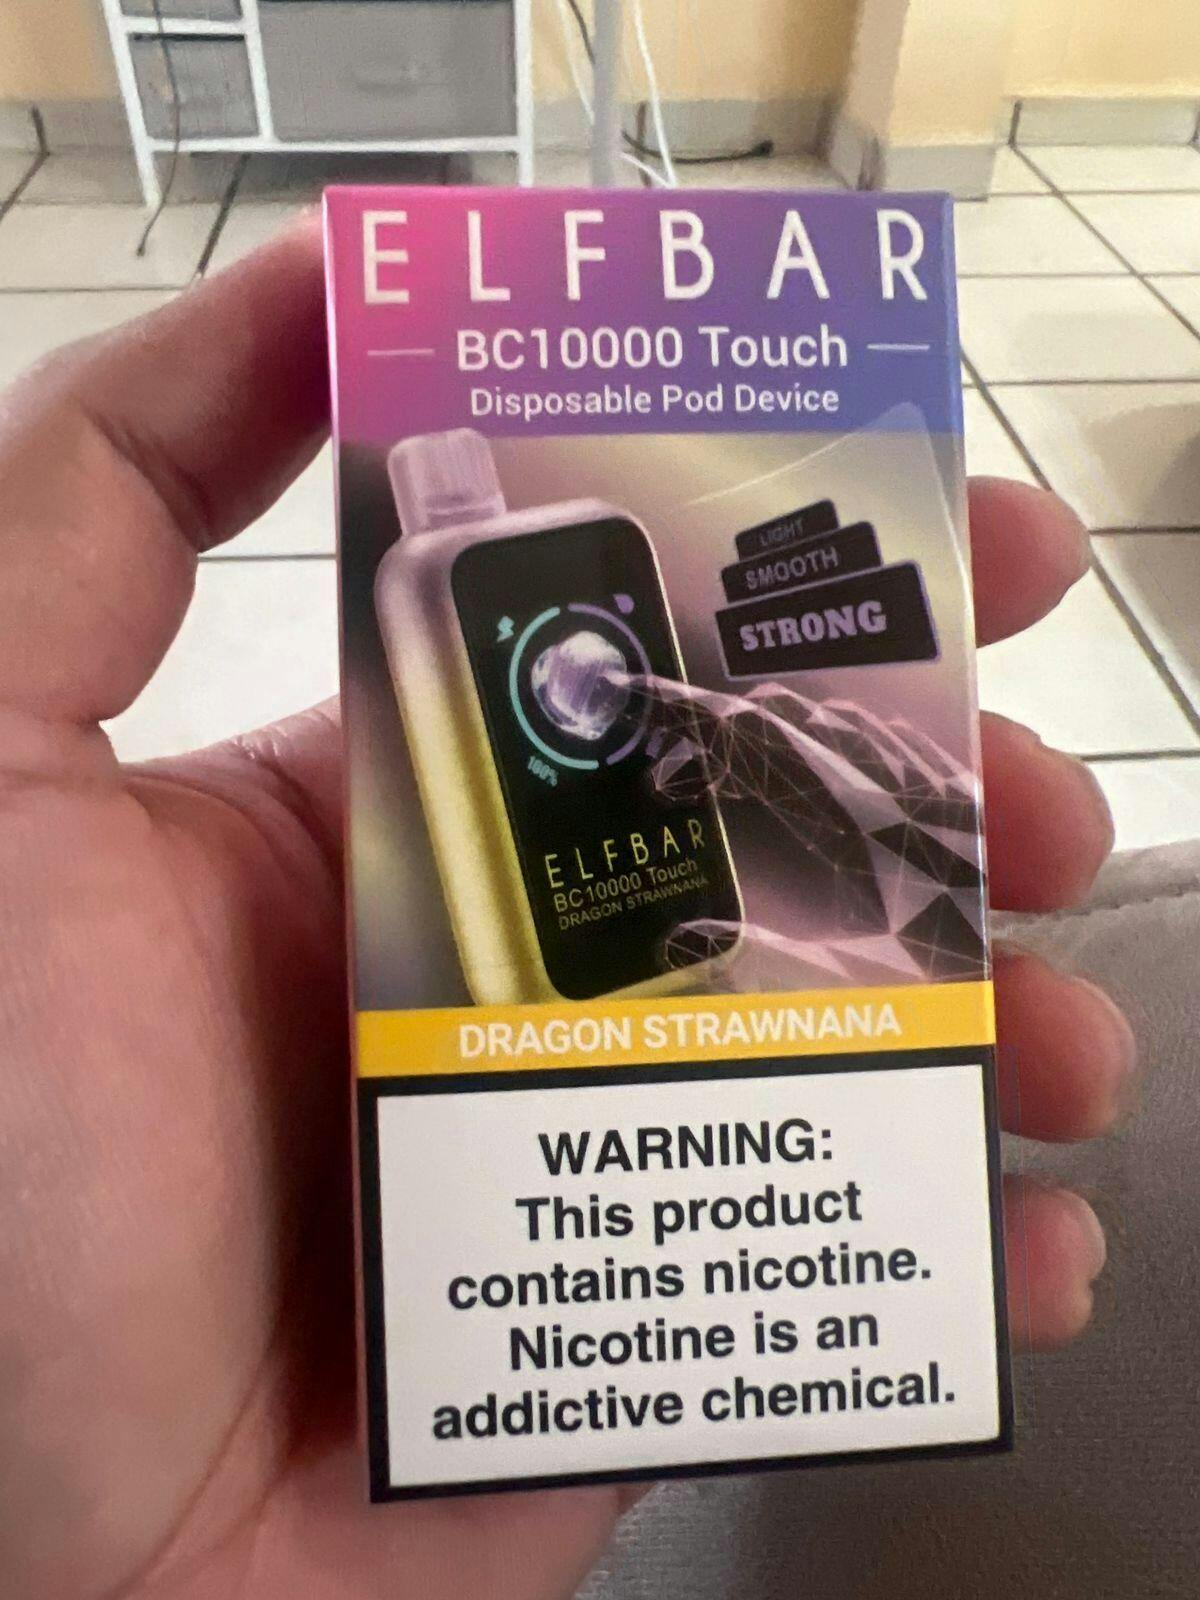 ELFBAR
BC10000 Touch
Disposable Pod Device
LIGHT
SMOOTH
STRONG
100%
ELFBAR
BC10000 Touch
DRAGON STRAWNANA
DRAGON STRAWNANA
WARNING:
This product
contains nicotine.
Nicotine is an
addictive chemical.